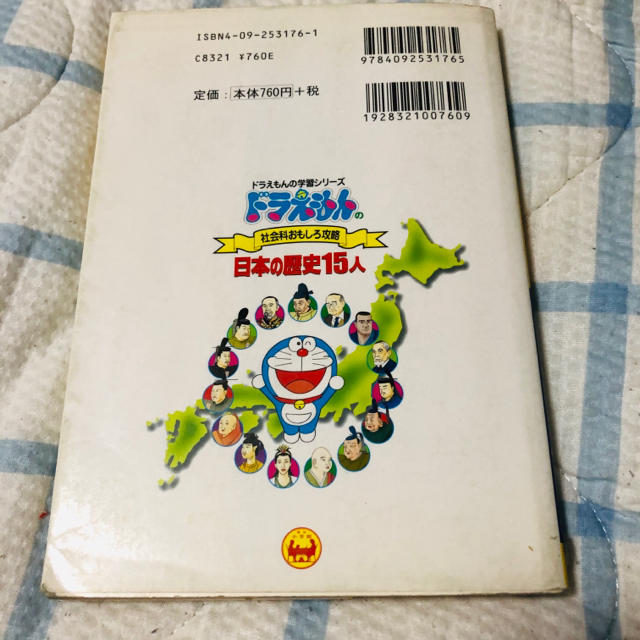 ISBN4-09-253176-1
C8321 ¥760E
9784092531765
定価：本体760円＋税
1928321007609
ドラえもんの学習シリーズ
ドラえもんの
社会科おもしろ攻略
日本の歴史15人